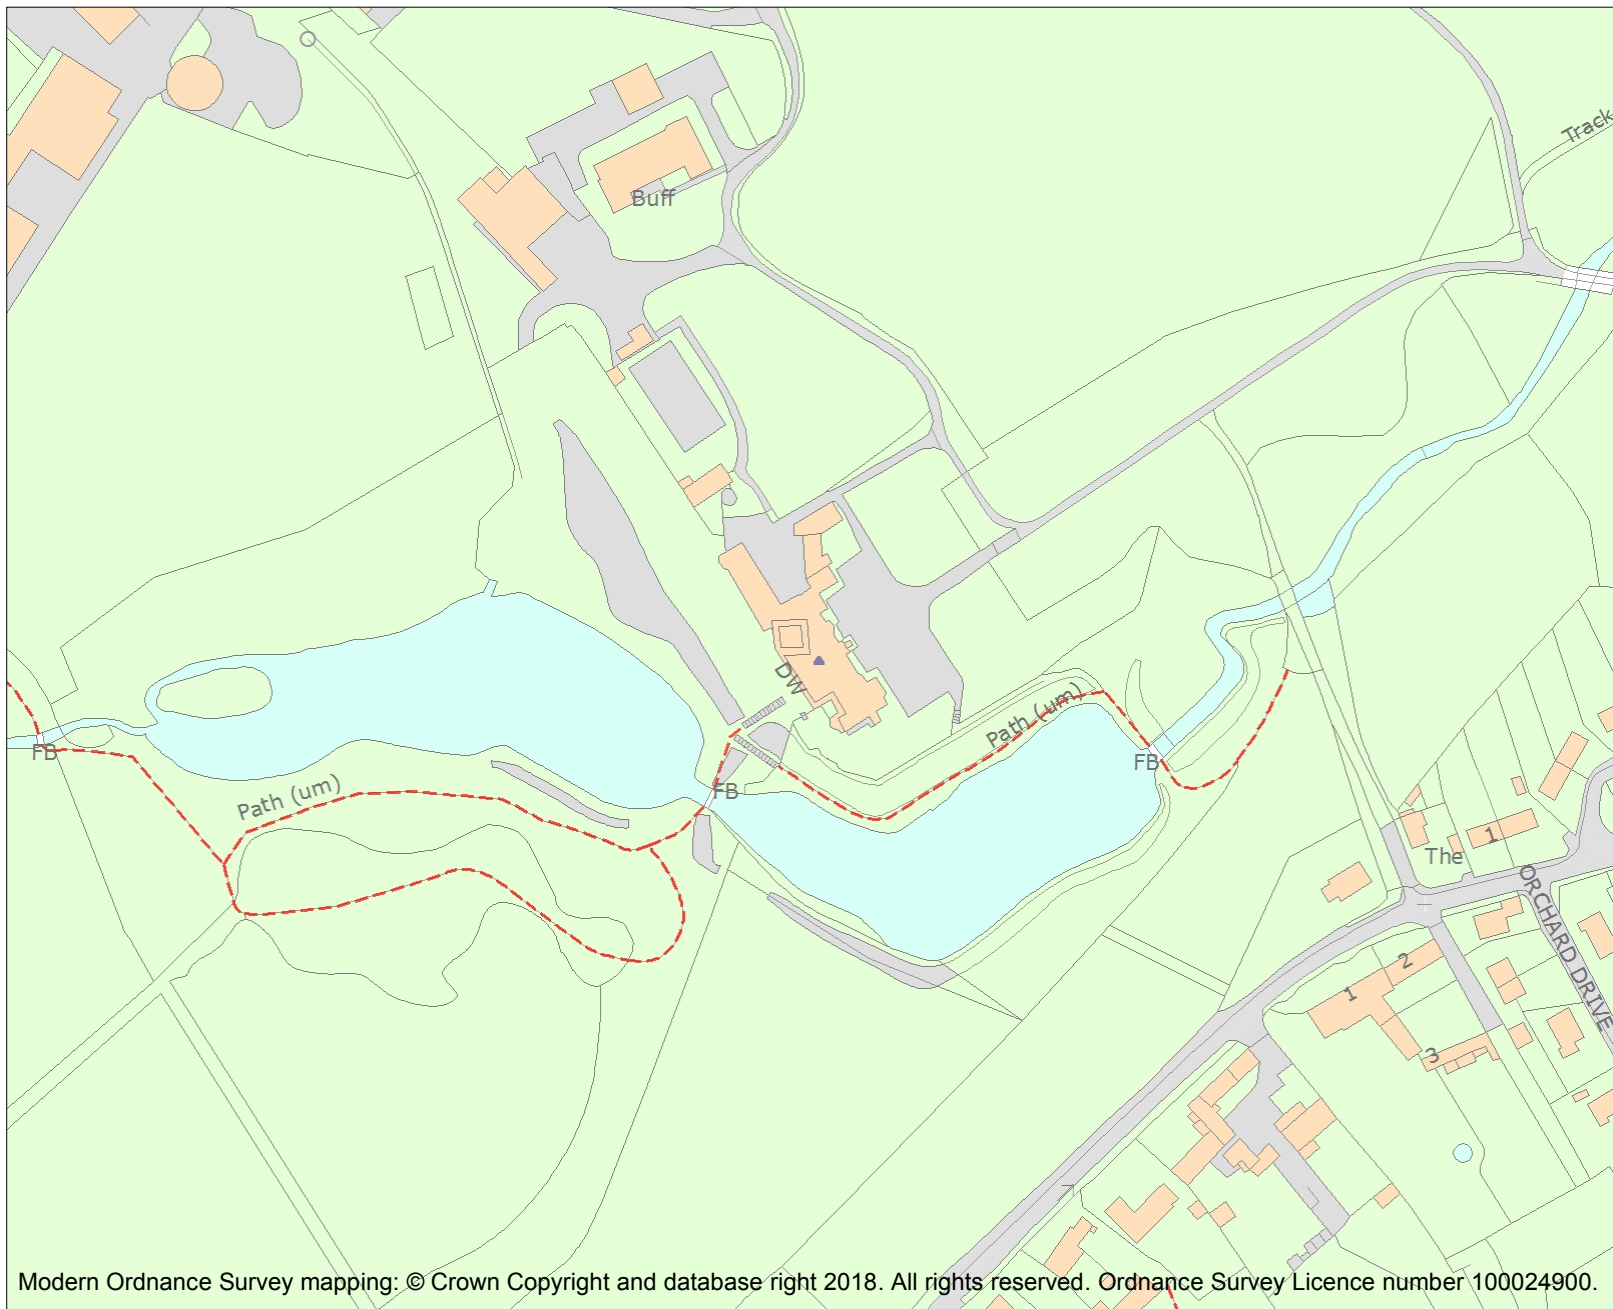 Track
Buff
DW
Path (um)
FB
FB
FB
Path (um)
The
1
ORCHARD DRIVE
2
1
3
Modern Ordnance Survey mapping: © Crown Copyright and database right 2018. All rights reserved. Ordnance Survey Licence number 100024900.